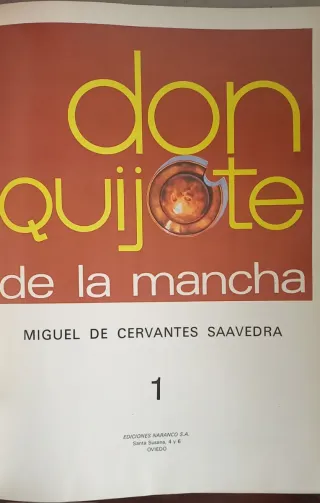 don
quijote
de la mancha
MIGUEL DE CERVANTES SAAVEDRA
1
EDICIONES NARANCO S.A.
Santa Susana, 4 y 6
OVIEDO